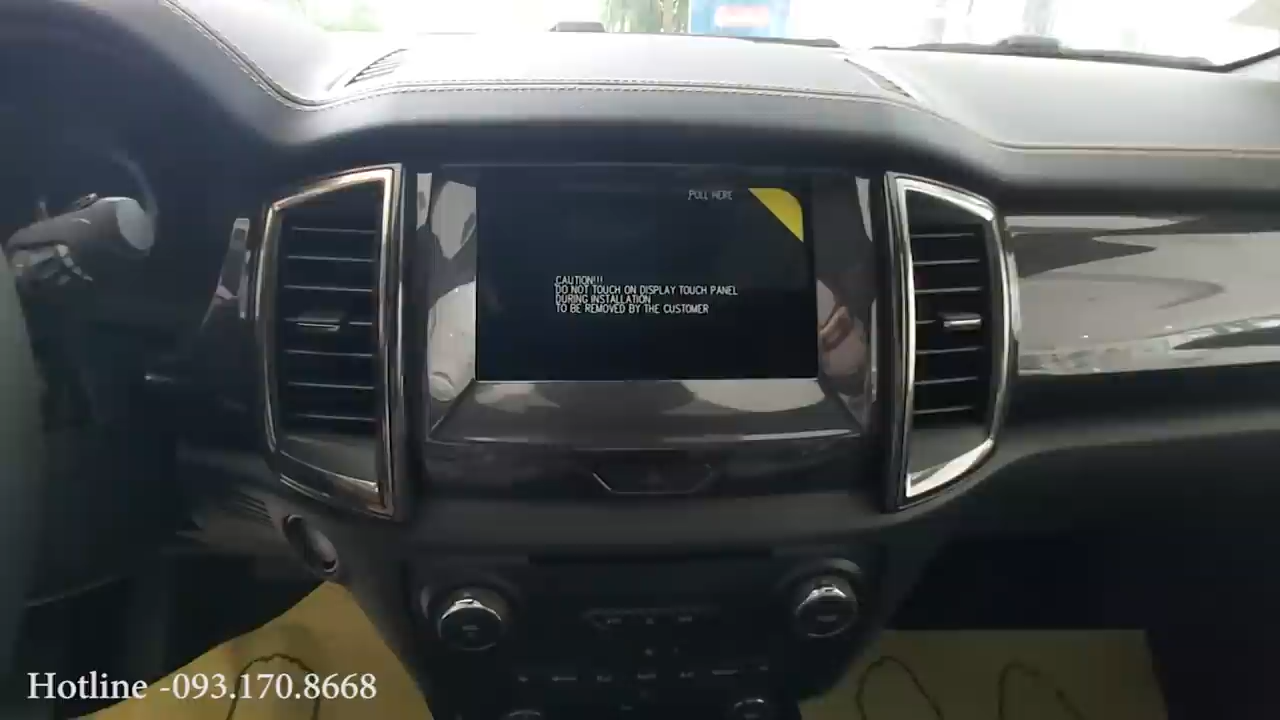 PULL HERE
CAUTION!!!
DO NOT TOUCH ON DISPLAY TOUCH PANEL
DURING INSTALLATION
TO BE REMOVED BY THE CUSTOMER
Hotline -093.170.8668